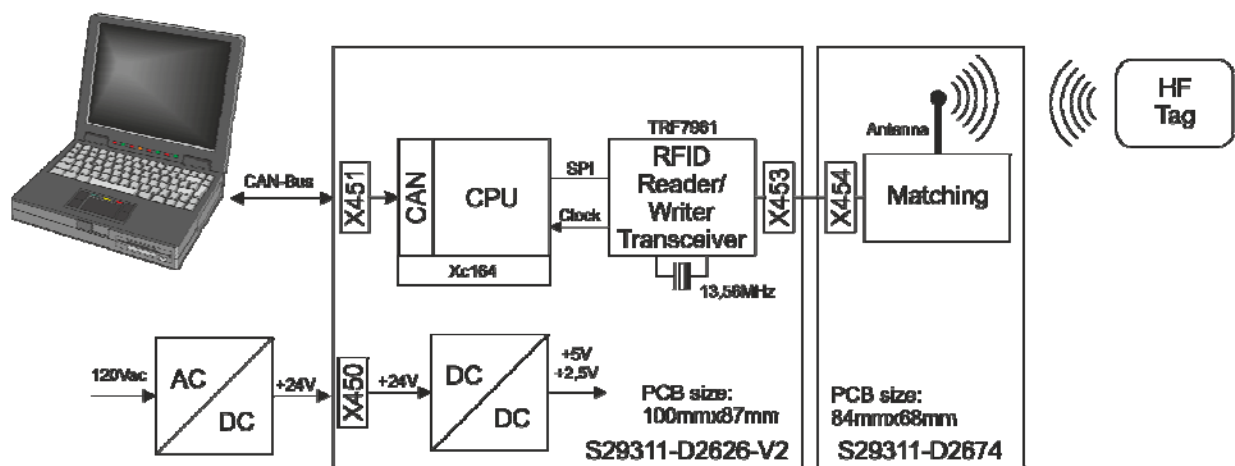 CAN-Bus
X451
CAN
CPU
Xc164
SPI
Clock
TRF7961
RFID
Reader/
Writer
Transceiver
13,56MHz
X453
X454
Antenna
Matching
HF
Tag
120Vac
AC
DC
+24V
X450
+24V
DC
DC
+5V
+2,5V
PCB size:
100mmx87mm
S29311-D2626-V2
PCB size:
84mmx68mm
S29311-D2674